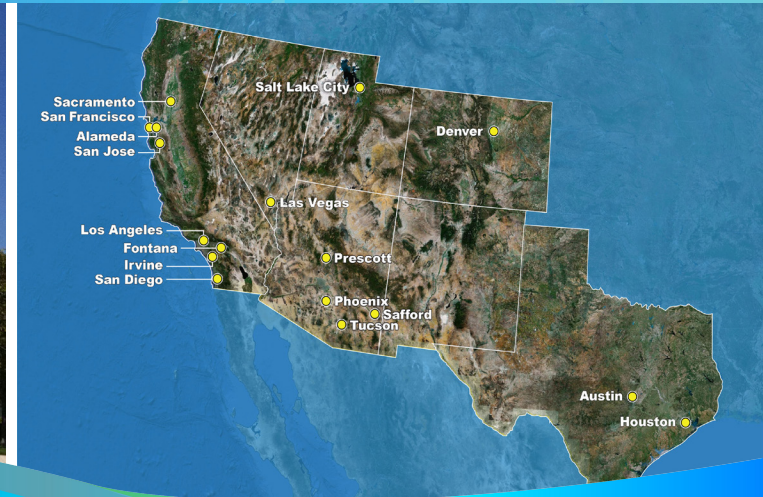 Salt Lake City
Sacramento
San Francisco
Alameda
San Jose
Denver
Las Vegas
Los Angeles
Fontana
Irvine
San Diego
Prescott
Phoenix
Safford
Tucson
Austin
Houston